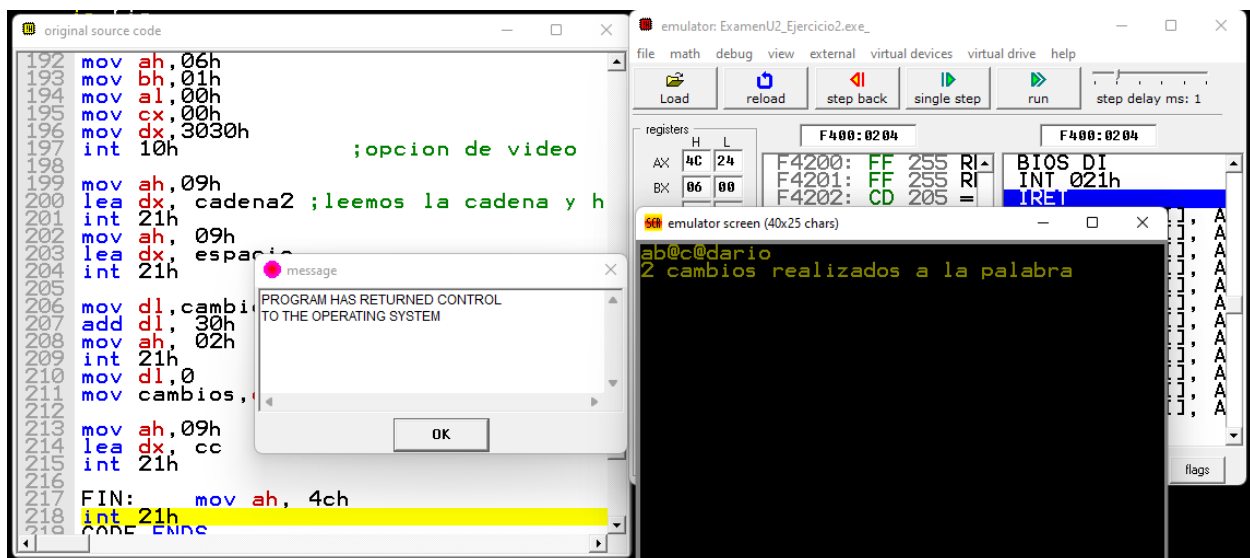 original source code
192 mov ah,06h
193 mov bh,01h
194 mov al,00h
195 mov cx,00h
196 mov dx,3030h
197 int 10h ;opcion de video
198
199 mov ah,09h
200 lea dx, cadena2 ;leemos la cadena y h
201 int 21h
202 mov ah, 09h
203 lea dx, espacio
204 int 21h
205
206 mov dl,cambi
207 add dl, 30h
208 mov ah, 02h
209 int 21h
210 mov dl,0
211 mov cambios,
212
213 mov ah,09h
214 lea dx, cc
215 int 21h
216
217 FIN: mov ah, 4ch
218 int 21h
219 CODE ENDS
message
PROGRAM HAS RETURNED CONTROL
TO THE OPERATING SYSTEM
OK
emulator: ExamenU2_Ejercicio2.exe_
file math debug view external virtual devices virtual drive help
Load reload step back single step run step delay ms: 1
registers F400:0204 F400:0204
H L
AX 4C 24
BX 06 00
F4200: FF 255 R
F4201: FF 255 R
F4202: CD 205 =
BIOS DI
INT 021h
IRET
SCR emulator screen (40x25 chars)
ab@c@dario
2 cambios realizados a la palabra
], A
], A
], A
], A
], A
], A
], A
], A
], A
], A
flags